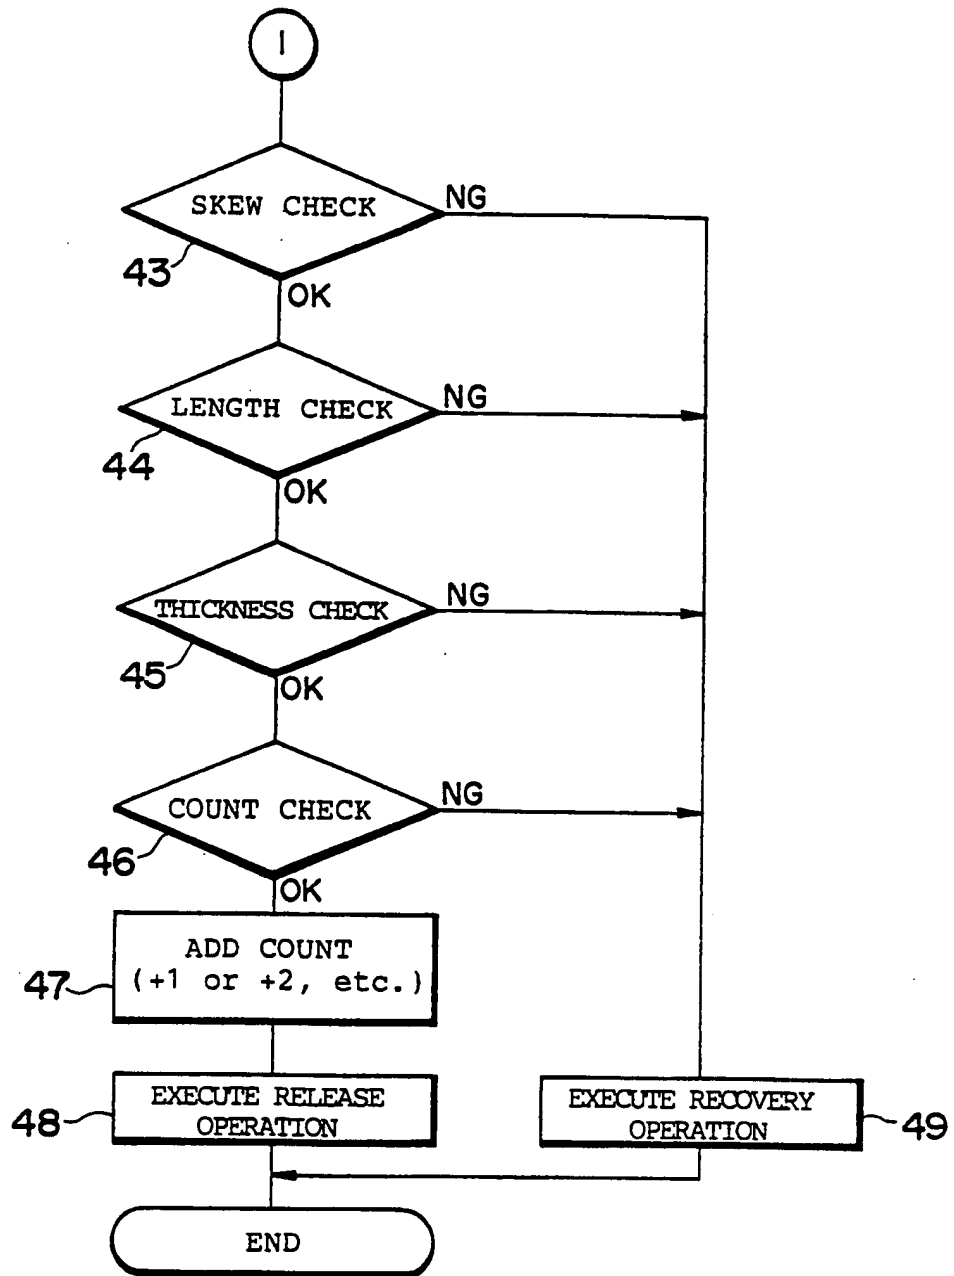 I
SKEW CHECK
NG
43
OK
LENGTH CHECK
NG
44
OK
THICKNESS CHECK
NG
45
OK
COUNT CHECK
NG
46
OK
ADD COUNT
(+1 or +2, etc.)
47
EXECUTE RELEASE
OPERATION
48
EXECUTE RECOVERY
OPERATION
49
END